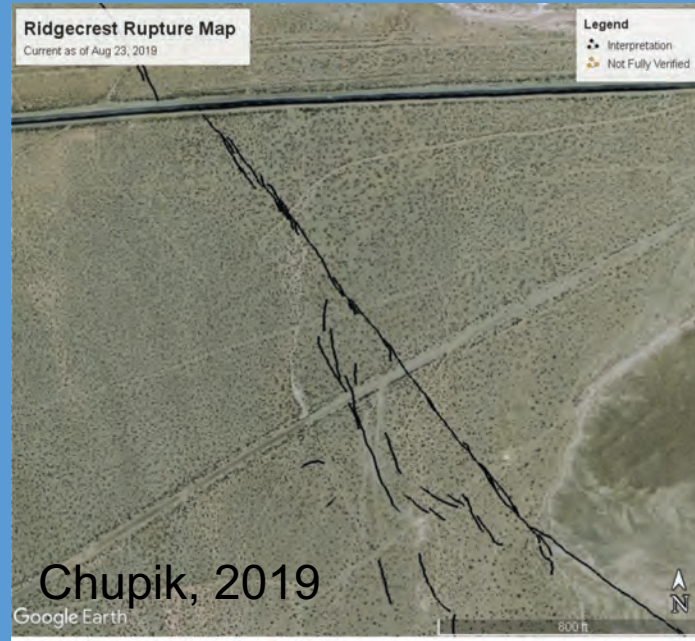 Ridgecrest Rupture Map
Current as of Aug 23, 2019
Legend
Interpretation
Not Fully Verified
Chupik, 2019
Google Earth
N
800 ft